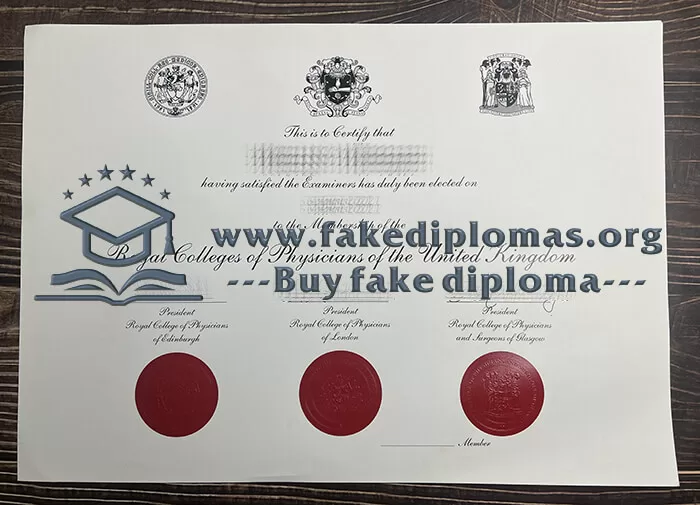 This is to Certify that
having satisfied the Examiners has duly been elected on
to the Membership of the
www.fakediplomas.org
Royal Colleges of Physicians of the United Kingdom
---Buy fake diploma---
President
Royal College of Physicians
of Edinburgh
President
Royal College of Physicians
of London
President
Royal College of Physicians
and Surgeons of Glasgow
Member